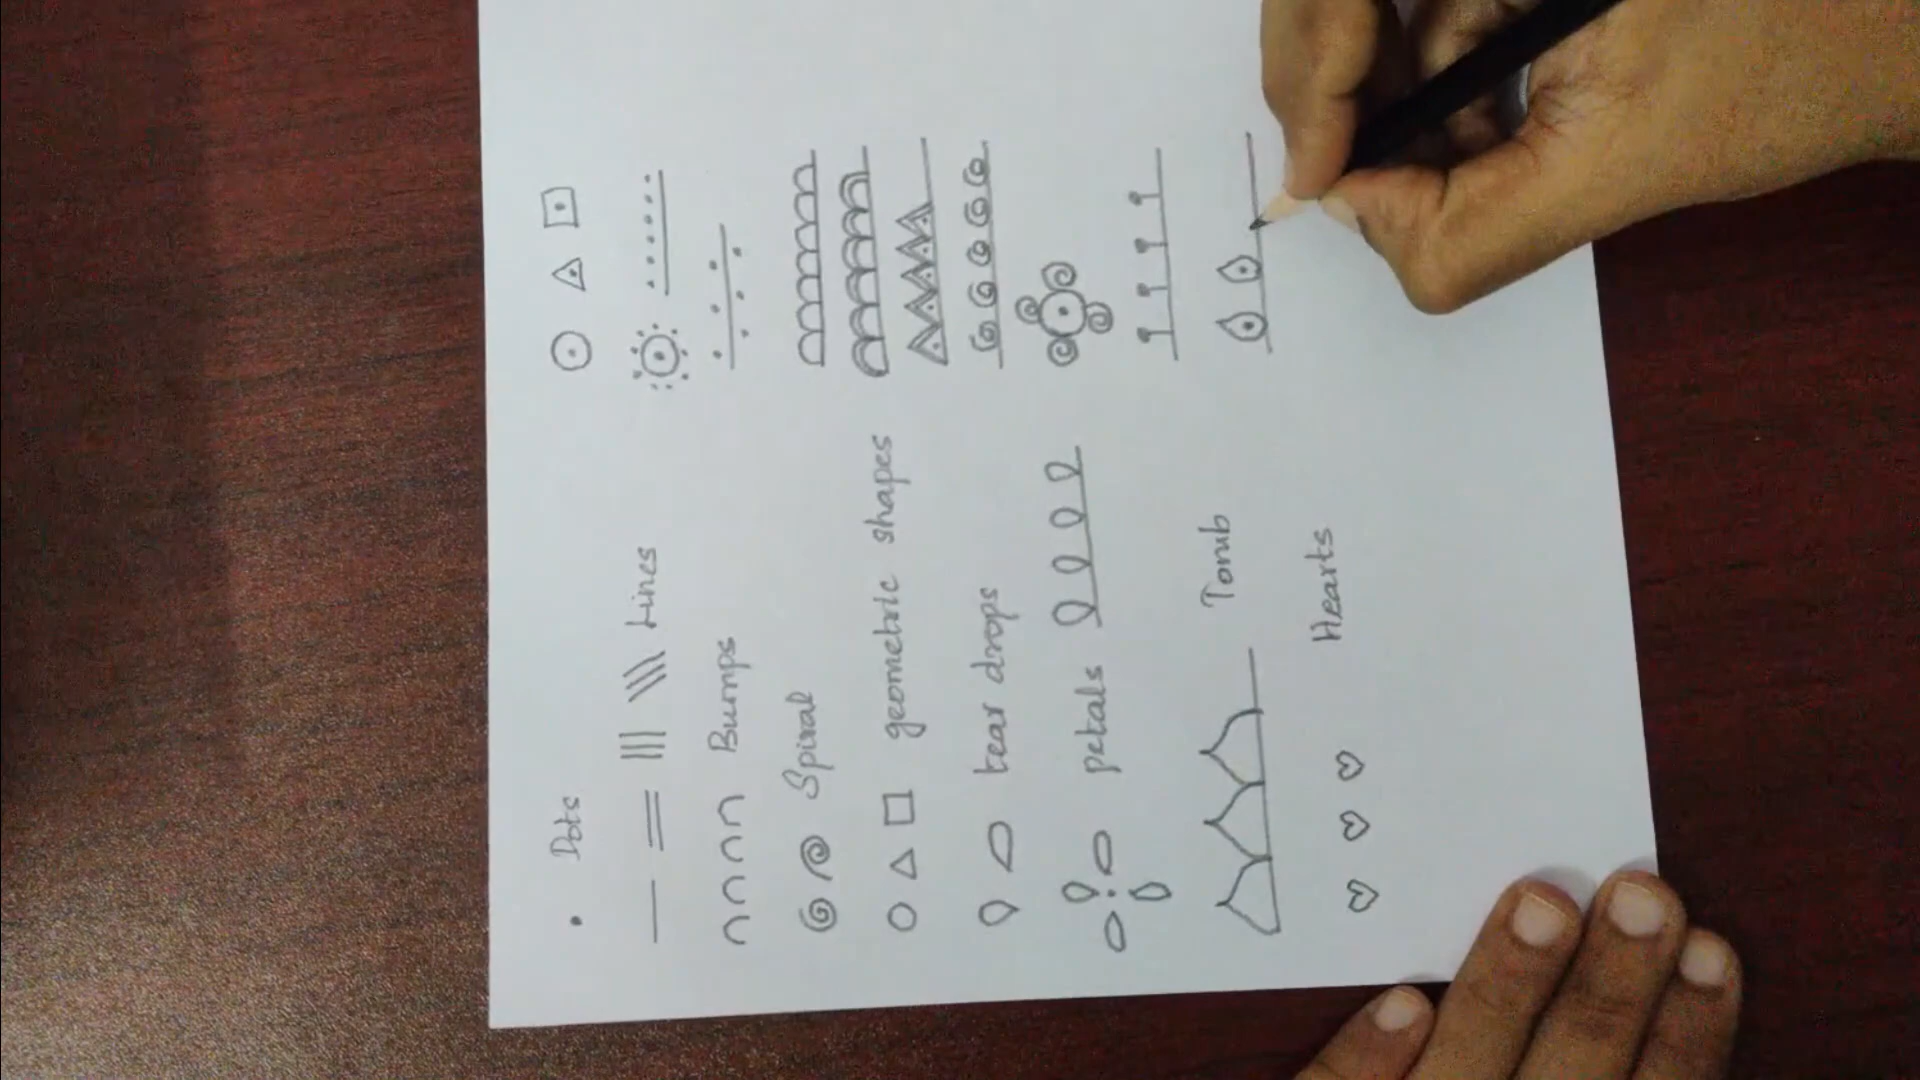 Dots
Lines
Bumps
Spiral
geometric shapes
tear drops
petals
Tomb
Hearts